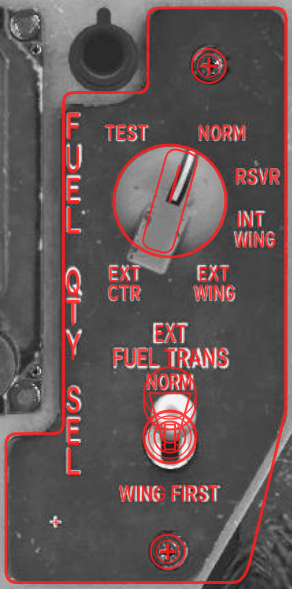 FUEL QTY SEL
TEST
NORM
RSVR
INT
WING
EXT
WING
EXT
CTR
EXT
FUEL TRANS
NORM
WING FIRST